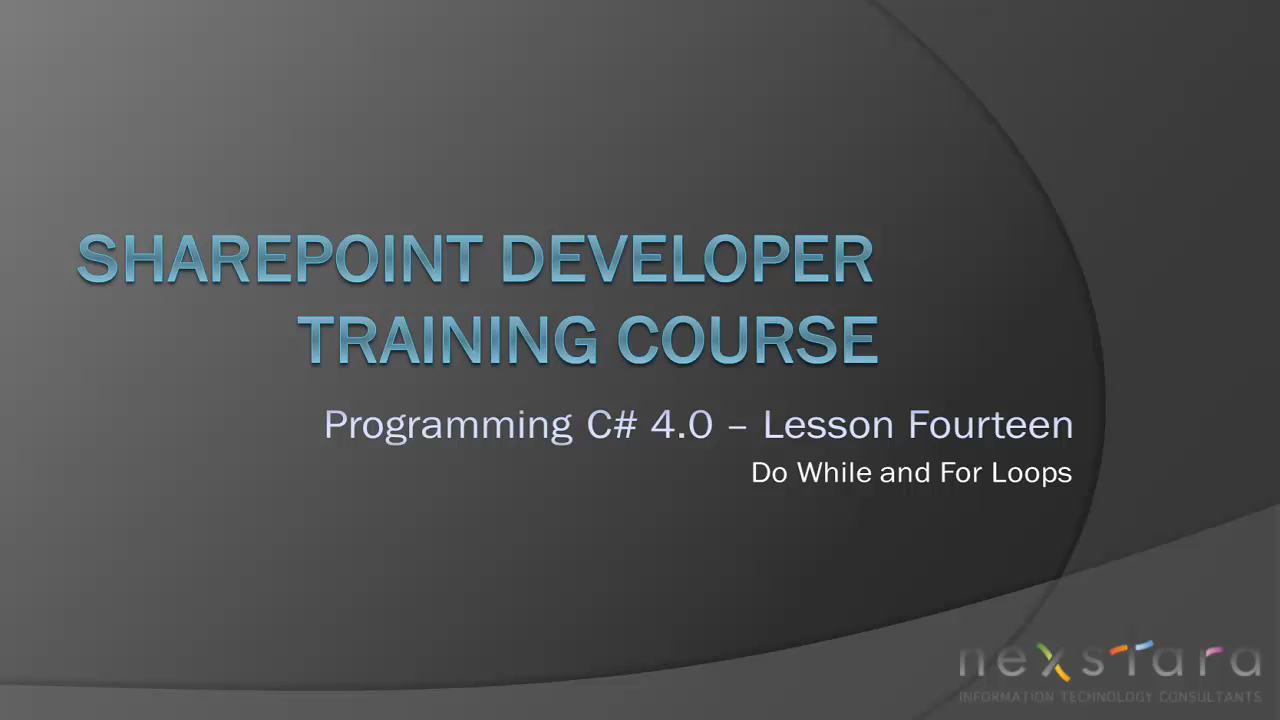 SHAREPOINT DEVELOPER
TRAINING COURSE
Programming C# 4.0 – Lesson Fourteen
Do While and For Loops
nexstara
INFORMATION TECHNOLOGY CONSULTANTS